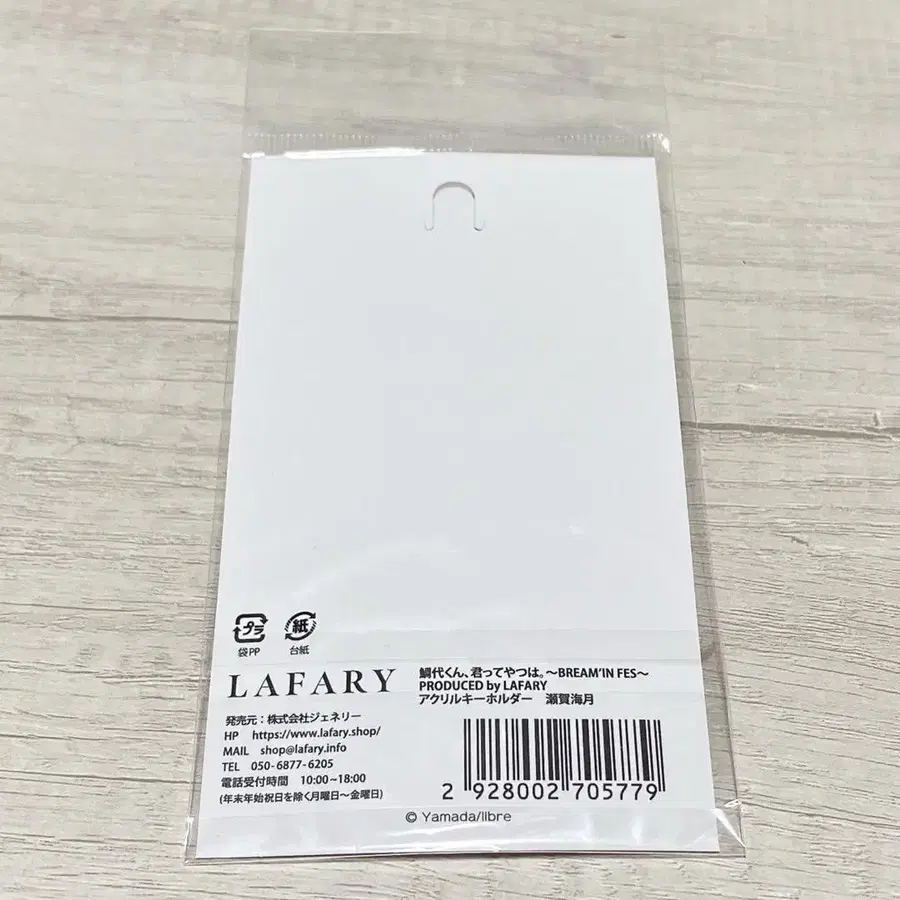 プラ 紙
袋PP 台紙
LAFARY
発売元：株式会社ジェネリー
HP https://www.lafary.shop/
MAIL shop@lafary.info
TEL 050-6877-6205
電話受付時間 10:00~18:00
(年末年始祝日を除く月曜日～金曜日)
鯛代くん、君ってやつは。～BREAM'IN FES～
PRODUCED by LAFARY
アクリルキーホルダー 瀬賀海月
2 928002 705779
© Yamada/libre